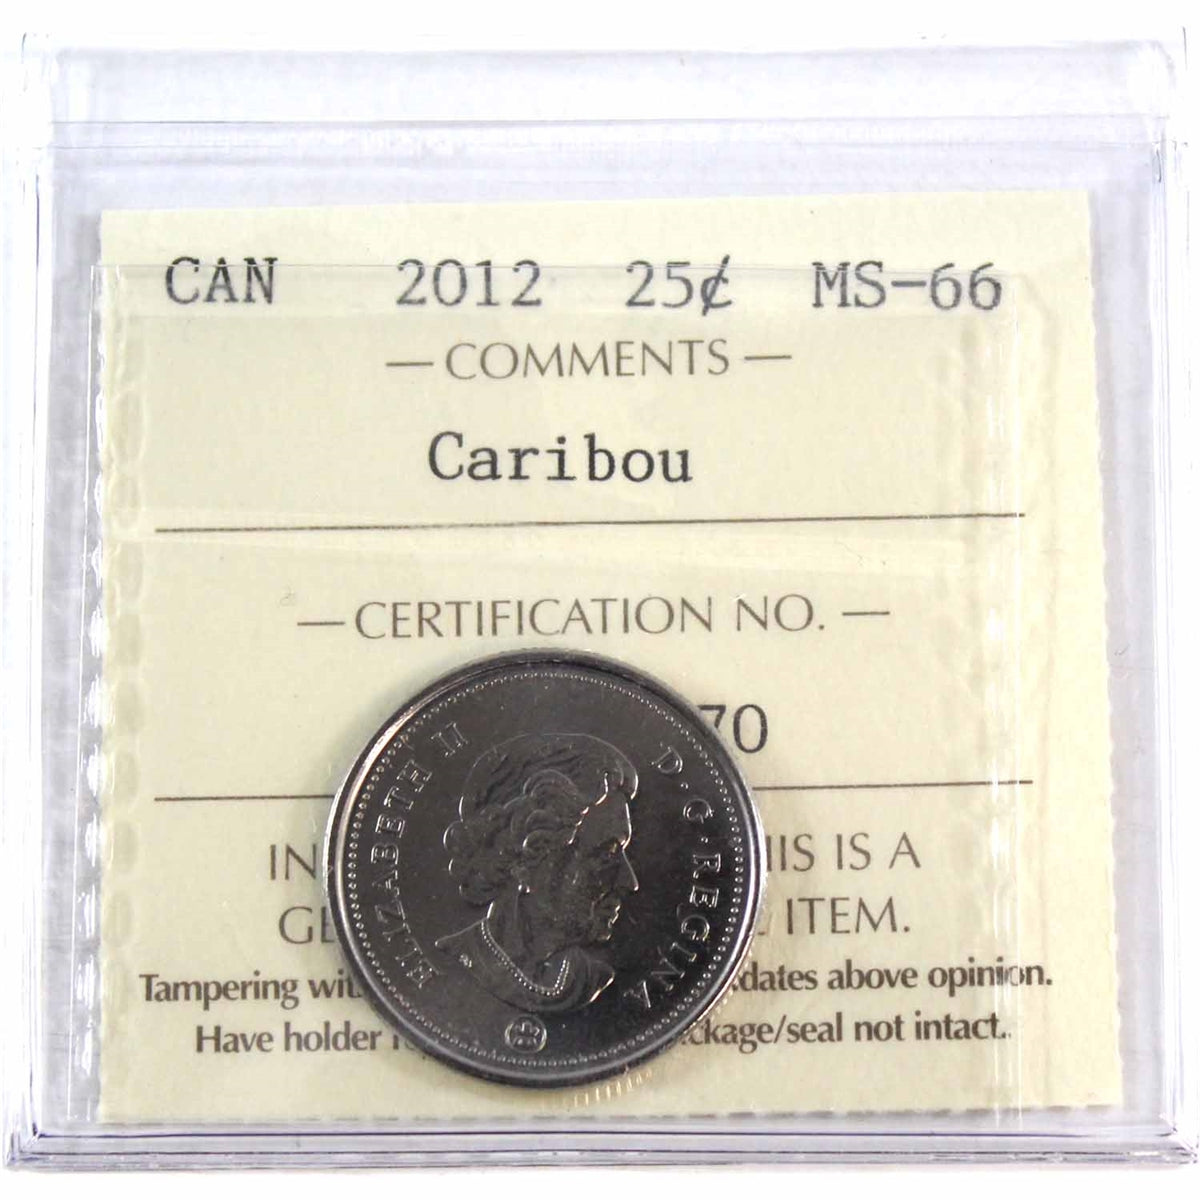 CAN 2012 25¢ MS-66
— COMMENTS —
Caribou
— CERTIFICATION NO. —
70
IN IS IS A
GE ITEM.
Tampering wit dates above opinion.
Have holder ckage/seal not intact.
ELIZABETH II D·G·REGINA